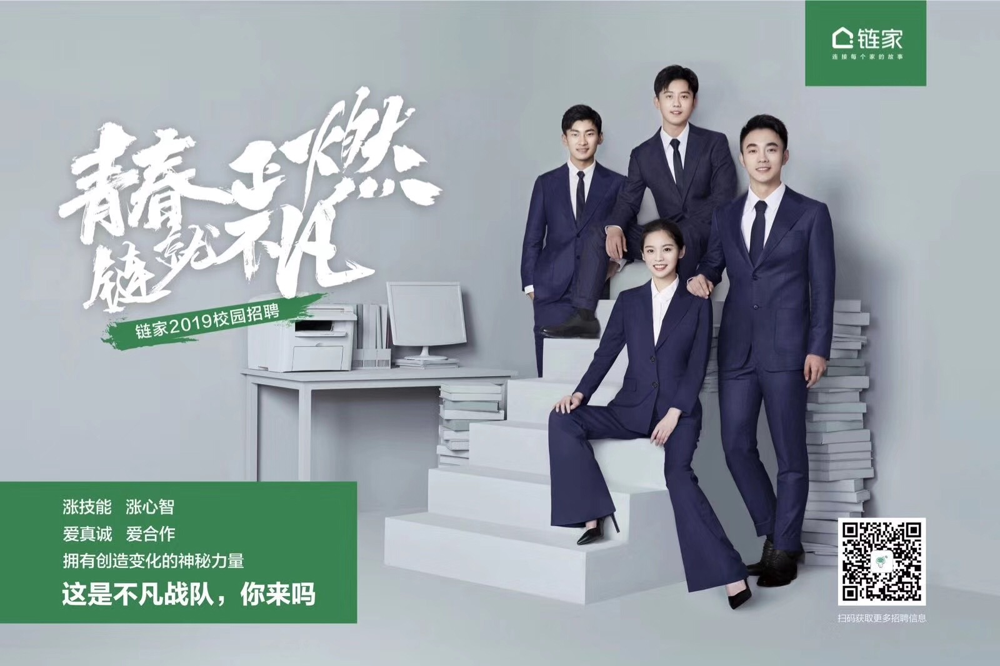 链家
连接每个家的故事
青春正燃
链就不凡
链家2019校园招聘
涨技能 涨心智
爱真诚 爱合作
拥有创造变化的神秘力量
这是不凡战队，你来吗
扫码获取更多招聘信息